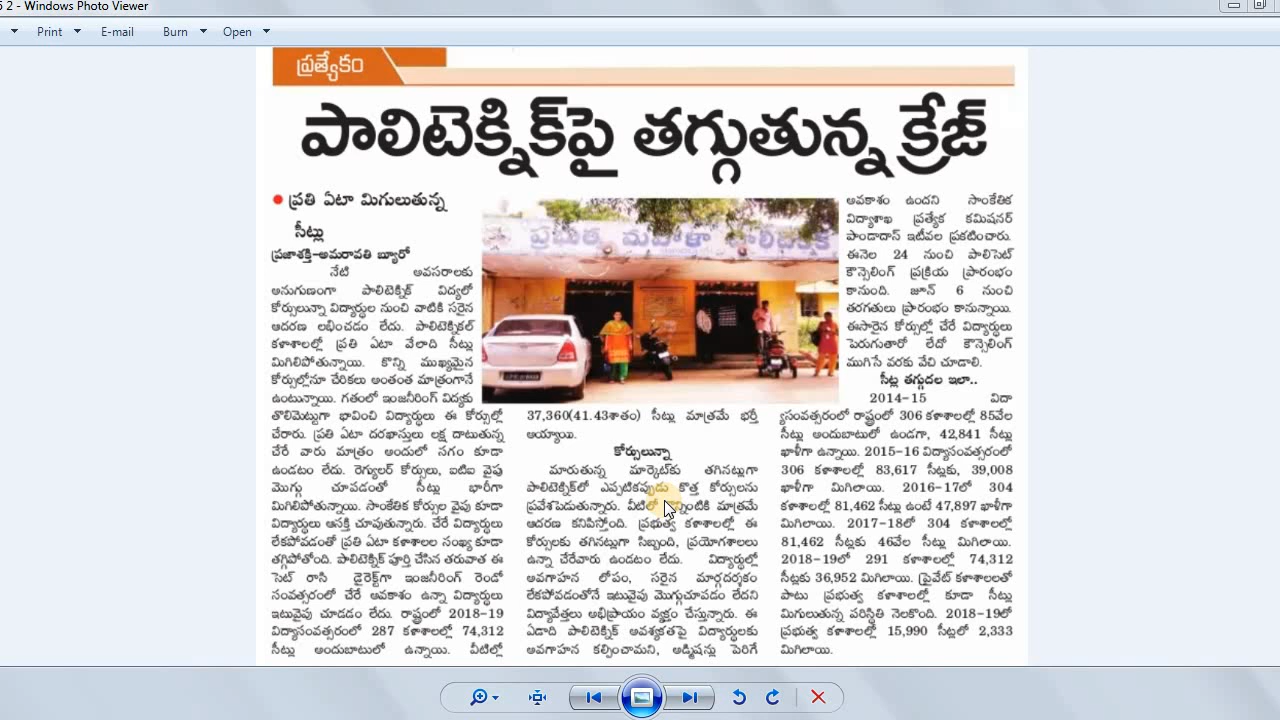 5 2 - Windows Photo Viewer
Print
E-mail
Burn
Open
ప్రత్యేకం
పాలిటెక్నిక్‌పై తగ్గుతున్న క్రేజ్
ప్రతి ఏటా మిగులుతున్న
సీట్లు
ప్రజాశక్తి-అమరావతి బ్యూరో
నేటి అవసరాలకు
అనుగుణంగా పాలిటెక్నిక్ విద్యలో
కోర్సులున్నా విద్యార్థుల నుంచి వాటికి సరైన
ఆదరణ లభించడం లేదు. పాలిటెక్నికల్
కళాశాలల్లో ప్రతి ఏటా వేలాది సీట్లు
మిగిలిపోతున్నాయి. కొన్ని ముఖ్యమైన
కోర్సుల్లోనూ చేరికలు అంతంత మాత్రంగానే
ఉంటున్నాయి. గతంలో ఇంజనీరింగ్ విద్యకు
తొలిమెట్టుగా భావించి విద్యార్థులు ఈ కోర్సుల్లో
చేరారు. ప్రతి ఏటా దరఖాస్తులు లక్ష దాటుతున్న
చేరే వారు మాత్రం అందులో సగం కూడా
ఉండటం లేదు. రెగ్యులర్ కోర్సులు, ఐటిఐ వైపు
మొగ్గు చూపడంతో సీట్లు భారీగా
మిగిలిపోతున్నాయి. సాంకేతిక కోర్సుల వైపు కూడా
విద్యార్థులు ఆసక్తి చూపుతున్నారు. చేరే విద్యార్థులు
లేకపోవడంతో ప్రతి ఏటా కళాశాలల సంఖ్య కూడా
తగ్గిపోతోంది. పాలిటెక్నిక్ పూర్తి చేసిన తరువాత ఈ
సెట్ రాసి డైరెక్ట్‌గా ఇంజనీరింగ్ రెండో
సంవత్సరంలో చేరే అవకాశం ఉన్నా విద్యార్థులు
ఇటువైపు చూడడం లేదు. రాష్ట్రంలో 2018-19
విద్యాసంవత్సరంలో 287 కళాశాలల్లో 74,312
సీట్లు అందుబాటులో ఉన్నాయి. వీటిల్లో
ప్రభుత మహిళా పాలిటెక్నిక్
37,360(41.43శాతం) సీట్లు మాత్రమే భర్తీ
అయ్యాయి.
కోర్సులున్నా
మారుతున్న మార్కెట్‌కు తగినట్లుగా
పాలిటెక్నిక్‌లో ఎప్పటికప్పుడు కొత్త కోర్సులను
ప్రవేశపెడుతున్నారు. వీటిలో మాత్రమే
ఆదరణ కనిపిస్తోంది. ప్రభుత్వ కళాశాలల్లో ఈ
కోర్సులకు తగినట్లుగా సిబ్బంది, ప్రయోగశాలలు
ఉన్నా చేరేవారు ఉండటం లేదు. విద్యార్థుల్లో
అవగాహన లోపం, సరైన మార్గదర్శకం
లేకపోవడంతోనే ఇటువైపు మొగ్గుచూపడం లేదని
విద్యావేత్తలు అభిప్రాయం వ్యక్తం చేస్తున్నారు. ఈ
ఏడాది పాలిటెక్నిక్ అవశ్యకతపై విద్యార్థులకు
అవగాహన కల్పించామని, అడ్మిషన్లు పెరిగే
అవకాశం ఉందని సాంకేతిక
విద్యాశాఖ ప్రత్యేక కమిషనర్
పాండాదాస్ ఇటీవల ప్రకటించారు.
ఈనెల 24 నుంచి పాలిసెట్
కౌన్సెలింగ్ ప్రక్రియ ప్రారంభం
కానుంది. జూన్ 6 నుంచి
తరగతులు ప్రారంభం కానున్నాయి.
ఈసారైన కోర్సుల్లో చేరే విద్యార్థులు
పెరుగుతారో లేదో కౌన్సెలింగ్
ముగిసే వరకు వేచి చూడాలి.
సీట్ల తగ్గుదల ఇలా..
2014-15 విదా
్యసంవత్సరంలో రాష్ట్రంలో 306 కళాశాలల్లో 85వేల
సీట్లు అందుబాటులో ఉండగా, 42,841 సీట్లు
ఖాళీగా ఉన్నాయి. 2015-16 విద్యాసంవత్సరంలో
306 కళాశాలల్లో 83,617 సీట్లకు, 39,008
ఖాళీగా మిగిలాయి. 2016-17లో 304
కళాశాలల్లో 81,462 సీట్లు ఉంటే 47,897 ఖాళీగా
మిగిలాయి. 2017-18లో 304 కళాశాలల్లో
81,462 సీట్లకు 46వేల సీట్లు మిగిలాయి.
2018-19లో 291 కళాశాలల్లో 74,312
సీట్లకు 36,952 మిగిలాయి. ప్రైవేట్ కళాశాలలతో
పాటు ప్రభుత్వ కళాశాలల్లో కూడా సీట్లు
మిగులుతున్న పరిస్థితి నెలకొంది. 2018-19లో
ప్రభుత్వ కళాశాలల్లో 15,990 సీట్లలో 2,333
మిగిలాయి.